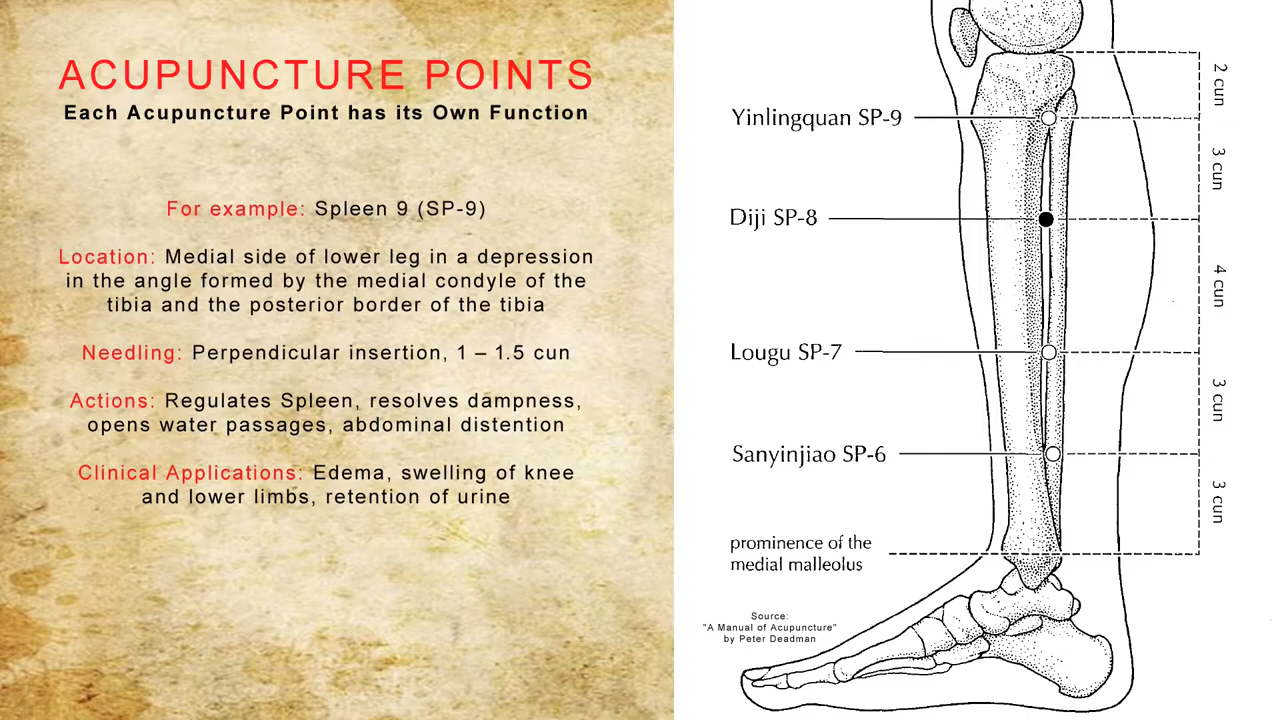 ACUPUNCTURE POINTS
Each Acupuncture Point has its Own Function
For example: Spleen 9 (SP-9)
Location: Medial side of lower leg in a depression
in the angle formed by the medial condyle of the
tibia and the posterior border of the tibia
Needling: Perpendicular insertion, 1 – 1.5 cun
Actions: Regulates Spleen, resolves dampness,
opens water passages, abdominal distention
Clinical Applications: Edema, swelling of knee
and lower limbs, retention of urine
Yinlingquan SP-9
Diji SP-8
Lougu SP-7
Sanyinjiao SP-6
prominence of the
medial malleolus
Source:
"A Manual of Acupuncture"
by Peter Deadman
2 cun
3 cun
4 cun
3 cun
3 cun